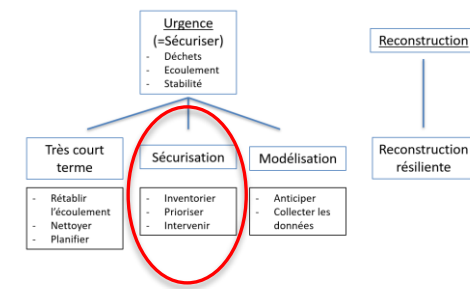 Urgence
(=Sécuriser)
- Déchets
- Ecoulement
- Stabilité
Reconstruction
Très court
terme
Sécurisation
Modélisation
Reconstruction
résiliente
- Rétablir
l'écoulement
- Nettoyer
- Planifier
- Inventorier
- Prioriser
- Intervenir
- Anticiper
- Collecter les
données